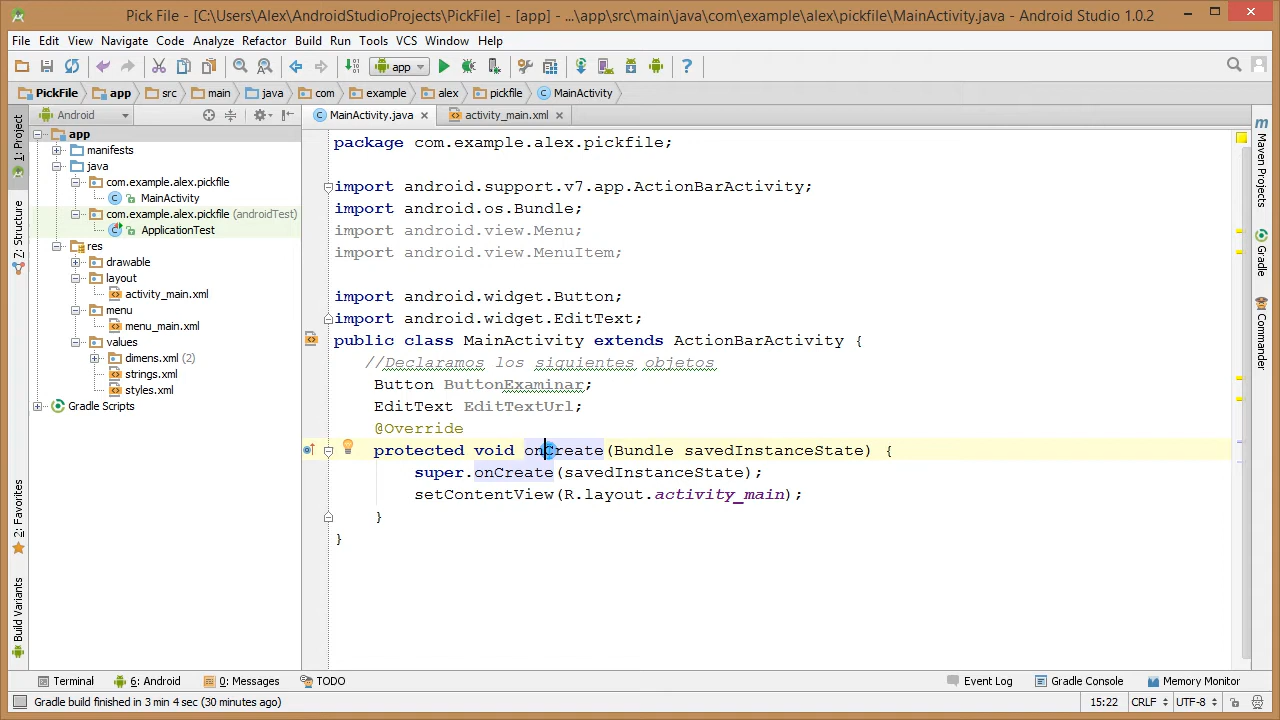 Pick File - [C:\Users\Alex\AndroidStudioProjects\PickFile] - [app] - ...\app\src\main\java\com\example\alex\pickfile\MainActivity.java - Android Studio 1.0.2
File Edit View Navigate Code Analyze Refactor Build Run Tools VCS Window Help
app
PickFile app src main java com example alex pickfile MainActivity
Android
MainActivity.java activity_main.xml
1: Project
Z: Structure
2: Favorites
Build Variants
app
manifests
java
com.example.alex.pickfile
MainActivity
com.example.alex.pickfile (androidTest)
ApplicationTest
res
drawable
layout
activity_main.xml
menu
menu_main.xml
values
dimens.xml (2)
strings.xml
styles.xml
Gradle Scripts
package com.example.alex.pickfile;
import android.support.v7.app.ActionBarActivity;
import android.os.Bundle;
import android.view.Menu;
import android.view.MenuItem;
import android.widget.Button;
import android.widget.EditText;
public class MainActivity extends ActionBarActivity {
//Declaramos los siguientes objetos
Button ButtonExaminar;
EditText EditTextUrl;
@Override
protected void onCreate(Bundle savedInstanceState) {
super.onCreate(savedInstanceState);
setContentView(R.layout.activity_main);
}
}
Maven Projects
Gradle
Commander
Terminal 6: Android 0: Messages TODO Event Log Gradle Console Memory Monitor
Gradle build finished in 3 min 4 sec (30 minutes ago) 15:22 CRLF UTF-8